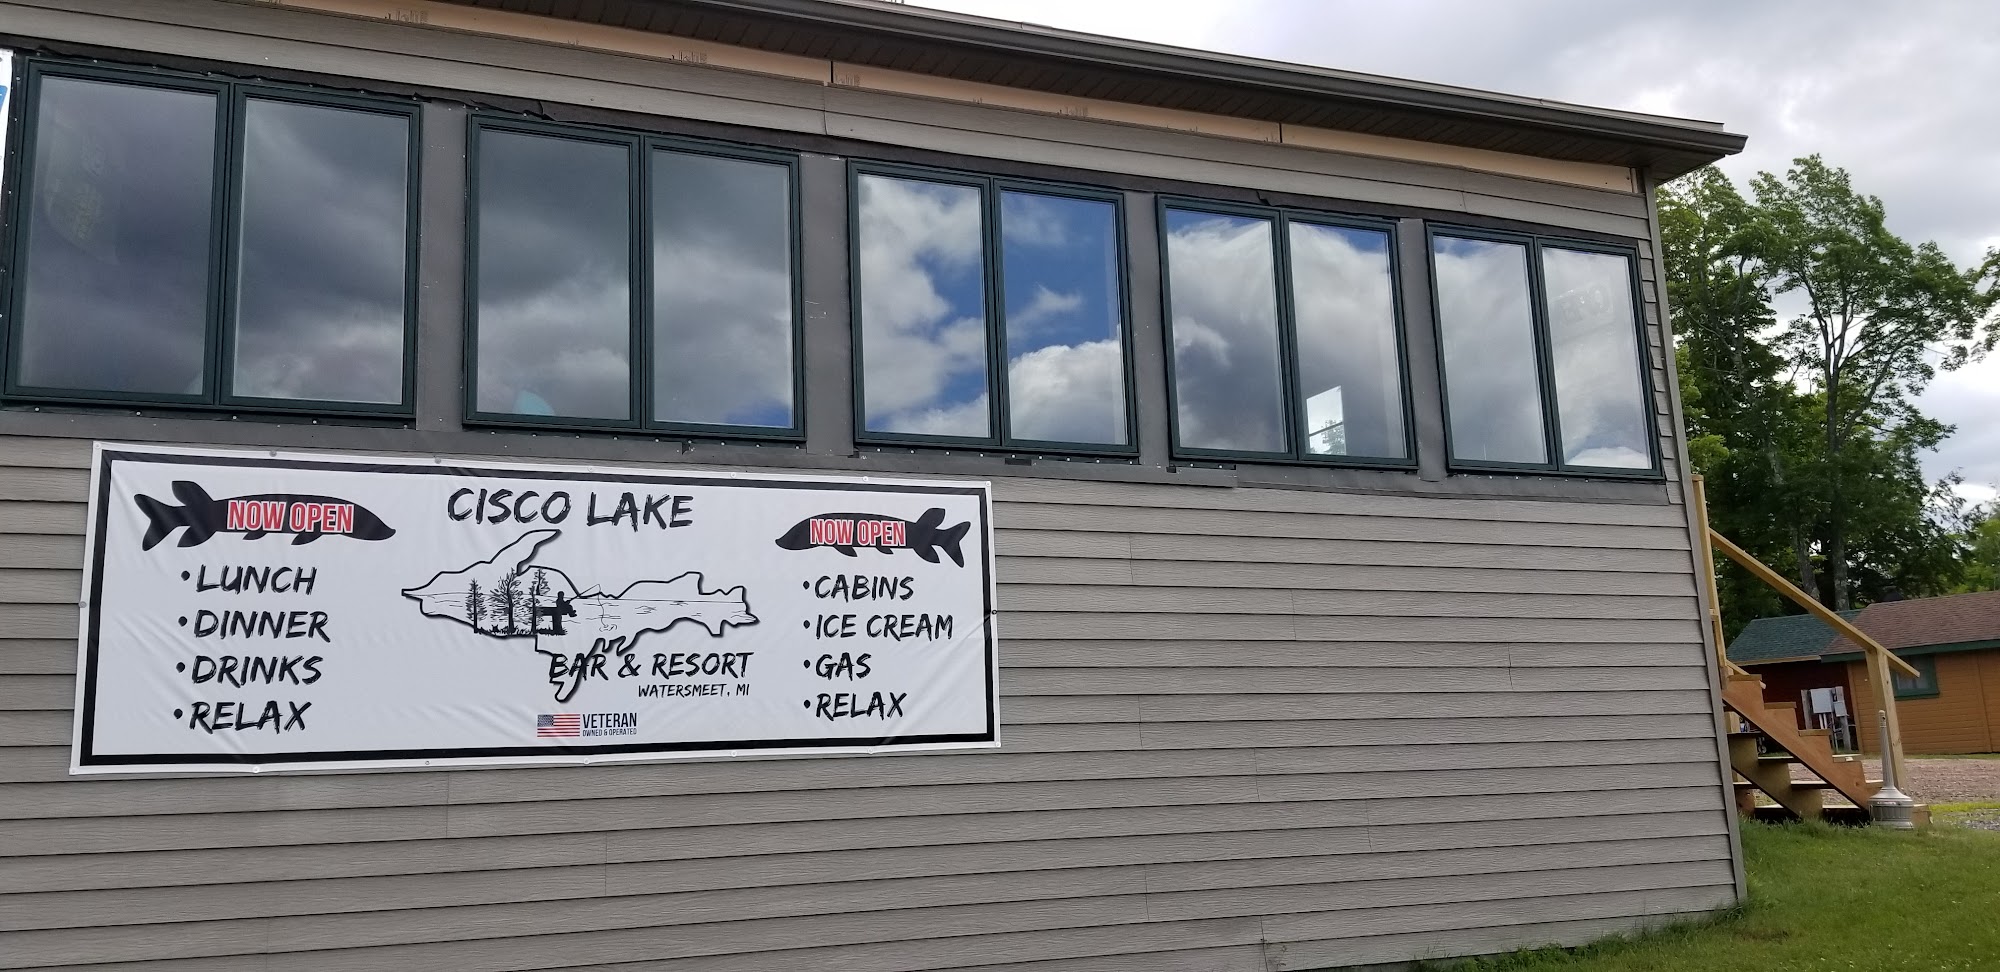 CISCO LAKE
NOW OPEN
• LUNCH
• DINNER
• DRINKS
• RELAX
BAR & RESORT
WATERSMEET, MI
VETERAN
OWNED & OPERATED
NOW OPEN
• CABINS
• ICE CREAM
• GAS
• RELAX